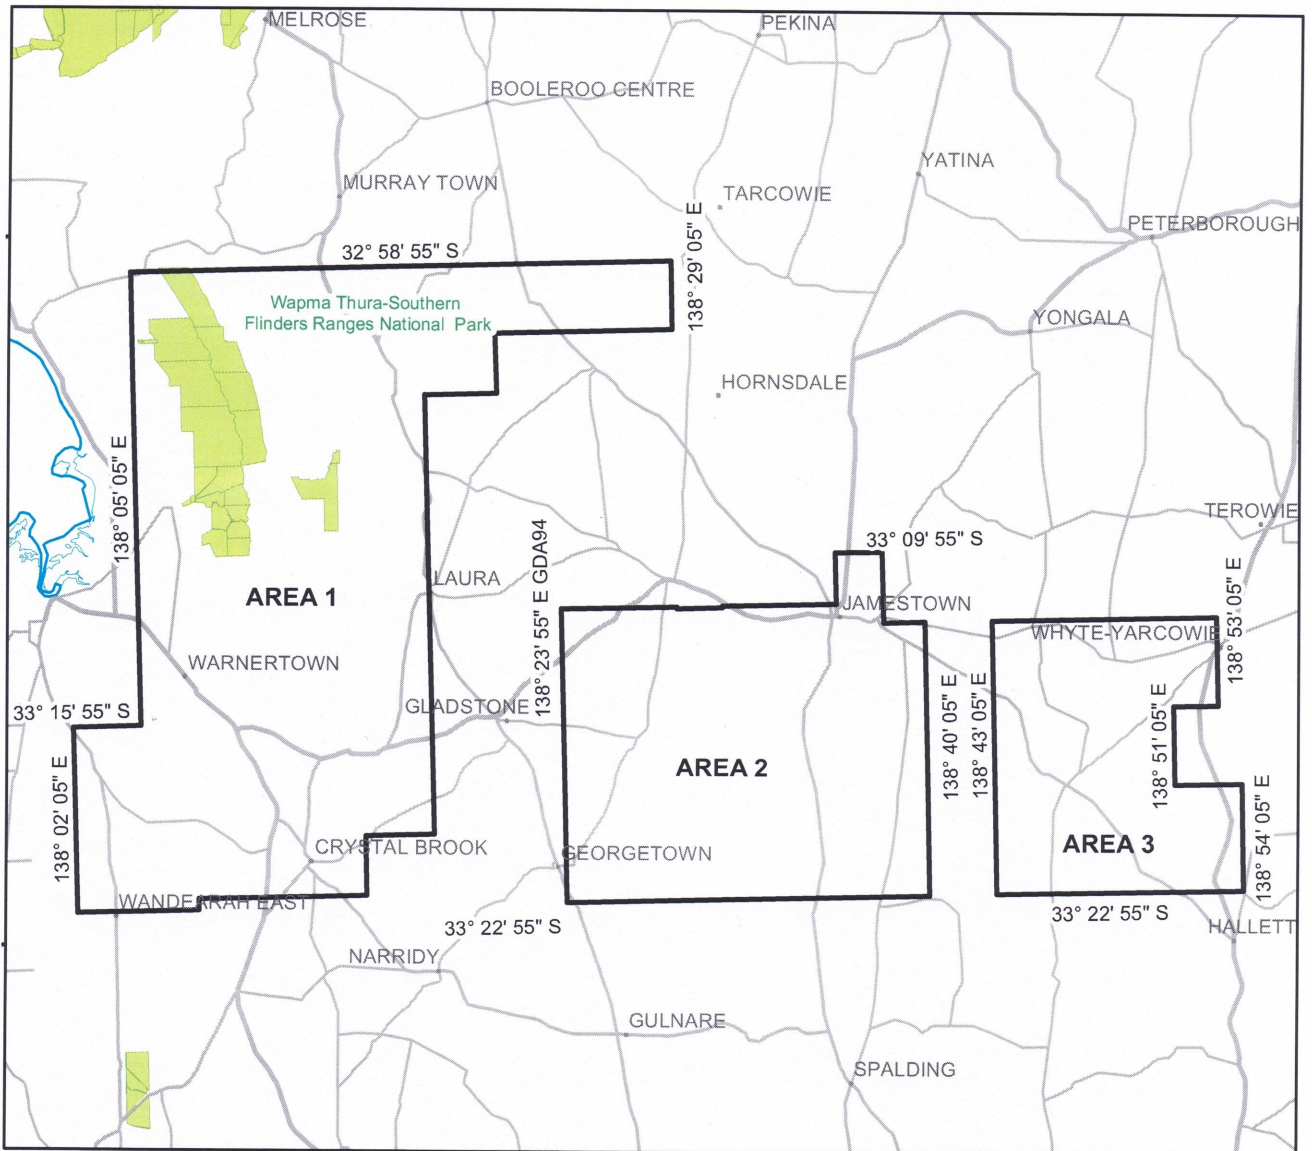 MELROSE
PEKINA
BOOLEROO CENTRE
YATINA
MURRAY TOWN
TARCOWIE
PETERBOROUGH
32° 58' 55" S
138° 29' 05" E
Wapma Thura-Southern
Flinders Ranges National Park
YONGALA
HORNSDALE
138° 05' 05" E
TEROWIE
138° 23' 55" E GDA94
33° 09' 55" S
LAURA
AREA 1
JAMESTOWN
138° 53' 05" E
WHYTE-YARCOWIE
WARNERTOWN
33° 15' 55" S
GLADSTONE
138° 40' 05" E
138° 43' 05" E
138° 51' 05" E
AREA 2
138° 02' 05" E
138° 54' 05" E
AREA 3
CRYSTAL BROOK
GEORGETOWN
WANDEARAH EAST
33° 22' 55" S
33° 22' 55" S
HALLETT
NARRIDY
GULNARE
SPALDING